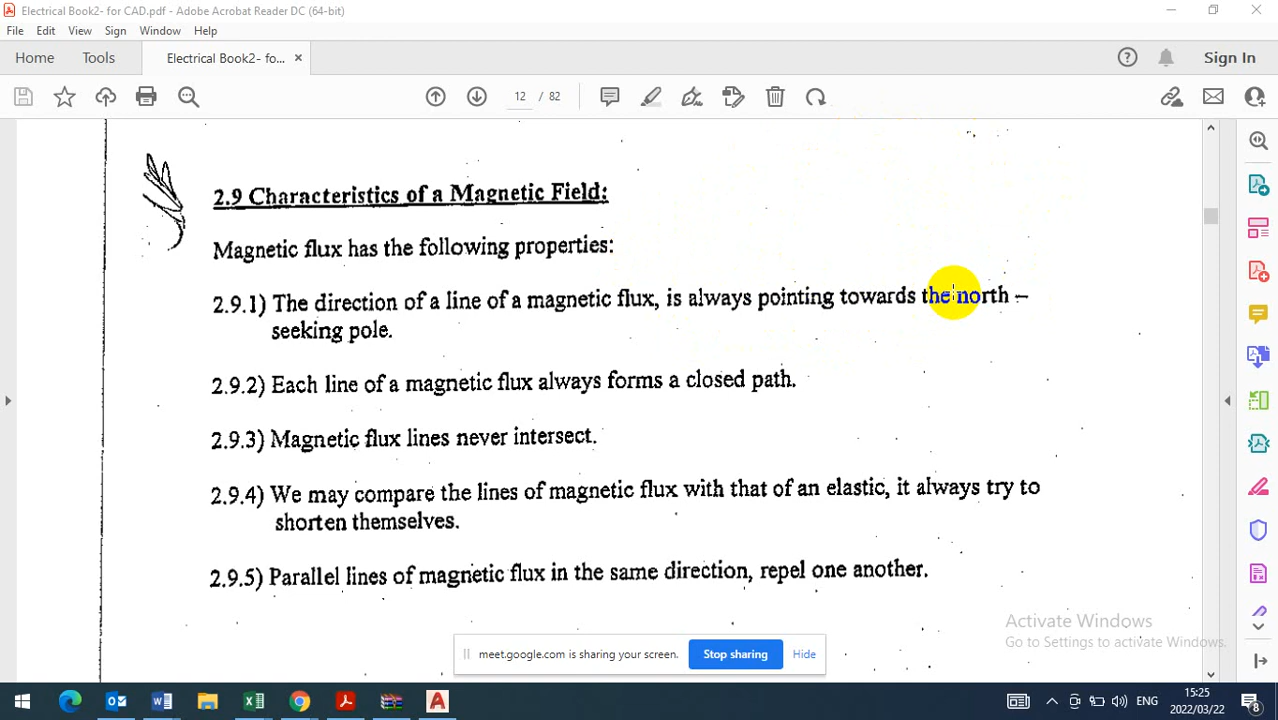 Electrical Book2- for CAD.pdf - Adobe Acrobat Reader DC (64-bit)
File Edit View Sign Window Help
Home Tools Electrical Book2- fo... × Sign In
12 / 82
2.9 Characteristics of a Magnetic Field:
Magnetic flux has the following properties:
2.9.1) The direction of a line of a magnetic flux, is always pointing towards the north –
seeking pole.
2.9.2) Each line of a magnetic flux always forms a closed path.
2.9.3) Magnetic flux lines never intersect.
2.9.4) We may compare the lines of magnetic flux with that of an elastic, it always try to
shorten themselves.
2.9.5) Parallel lines of magnetic flux in the same direction, repel one another.
Activate Windows
Go to Settings to activate Windows.
meet.google.com is sharing your screen. Stop sharing Hide
ENG
15:25
2022/03/22
8